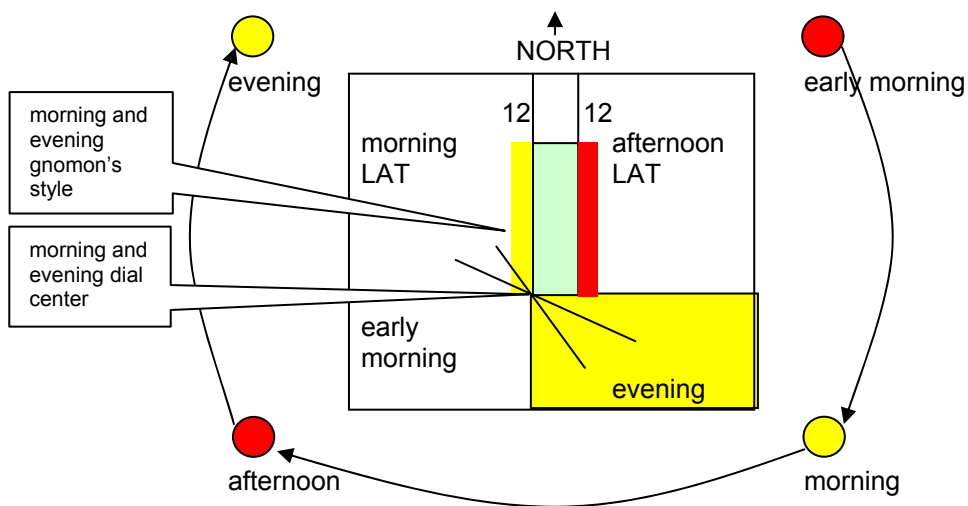 NORTH
evening
early morning
morning and
evening
gnomon's
style
12
12
morning
LAT
afternoon
LAT
morning and
evening dial
center
early
morning
evening
afternoon
morning